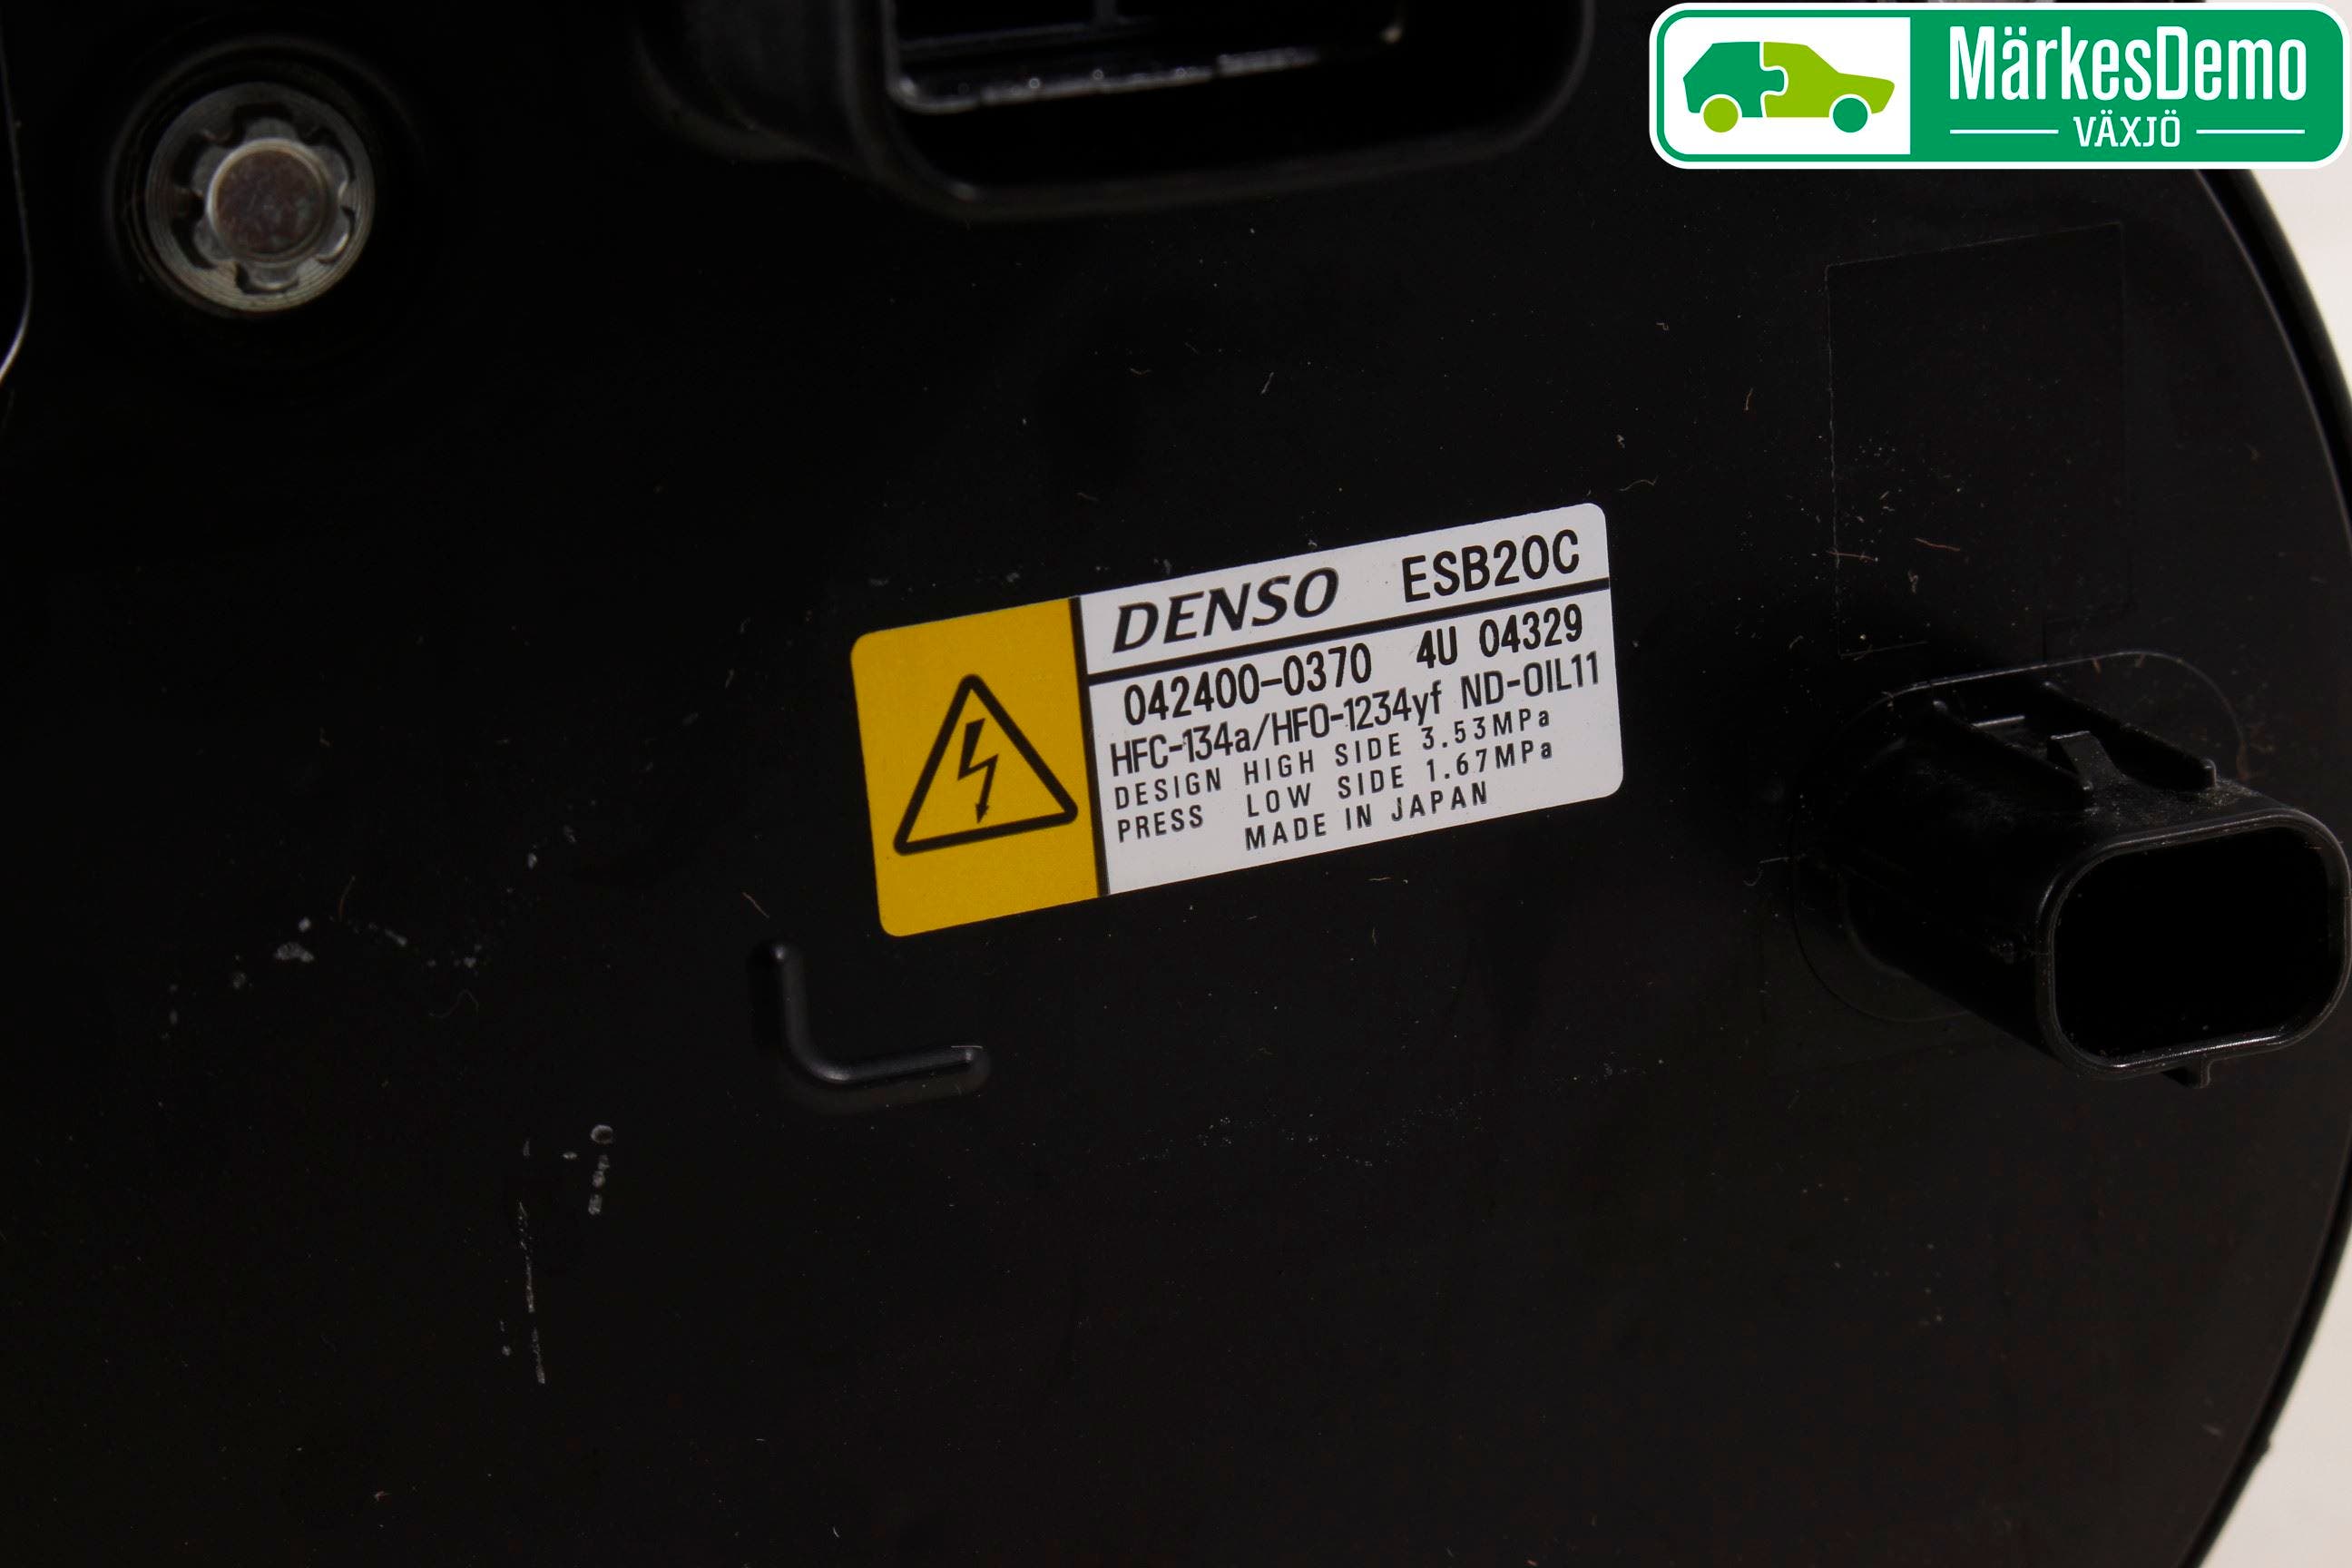 MärkesDemo
VÄXJÖ
DENSO ESB20C
042400-0370 4U 04329
HFC-134a/HFO-1234yf ND-OIL11
DESIGN HIGH SIDE 3.53MPa
PRESS LOW SIDE 1.67MPa
MADE IN JAPAN